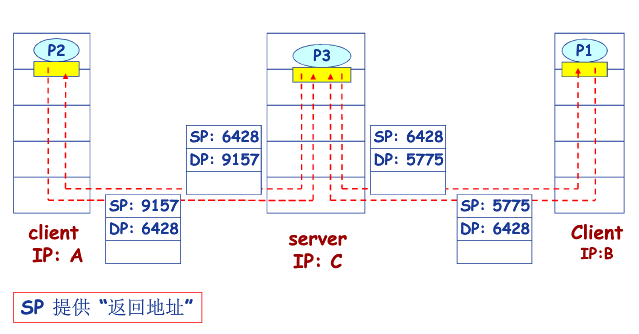 P2
P3
P1
SP: 6428
DP: 9157
SP: 6428
DP: 5775
SP: 9157
DP: 6428
SP: 5775
DP: 6428
client
IP: A
server
IP: C
Client
IP:B
SP 提供 “返回地址”